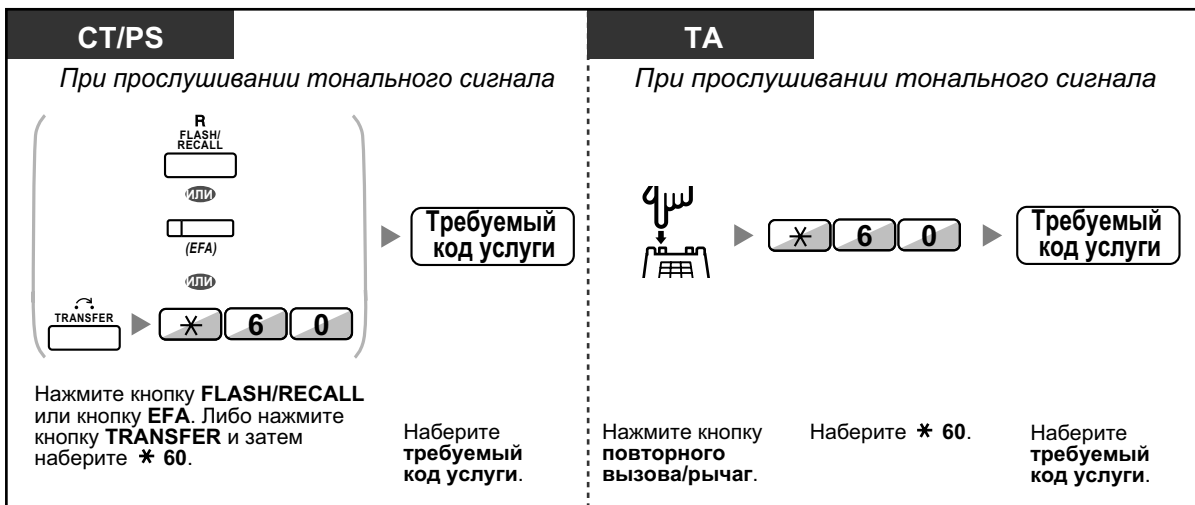 CT/PS
При прослушивании тонального сигнала
R
FLASH/
RECALL
или
(EFA)
или
TRANSFER
* 6 0
Требуемый
код услуги
Нажмите кнопку FLASH/RECALL
или кнопку EFA. Либо нажмите
кнопку TRANSFER и затем
наберите * 60.
Наберите
требуемый
код услуги.
ТА
При прослушивании тонального сигнала
* 6 0
Требуемый
код услуги
Нажмите кнопку
повторного
вызова/рычаг.
Наберите * 60.
Наберите
требуемый
код услуги.